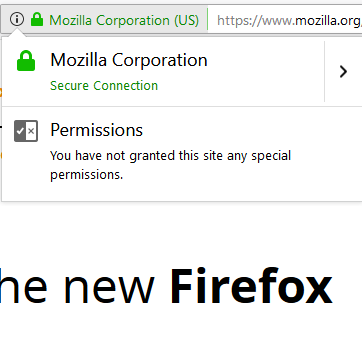 Mozilla Corporation (US) https://www.mozilla.org
Mozilla Corporation
Secure Connection
Permissions
You have not granted this site any special
permissions.
he new Firefox